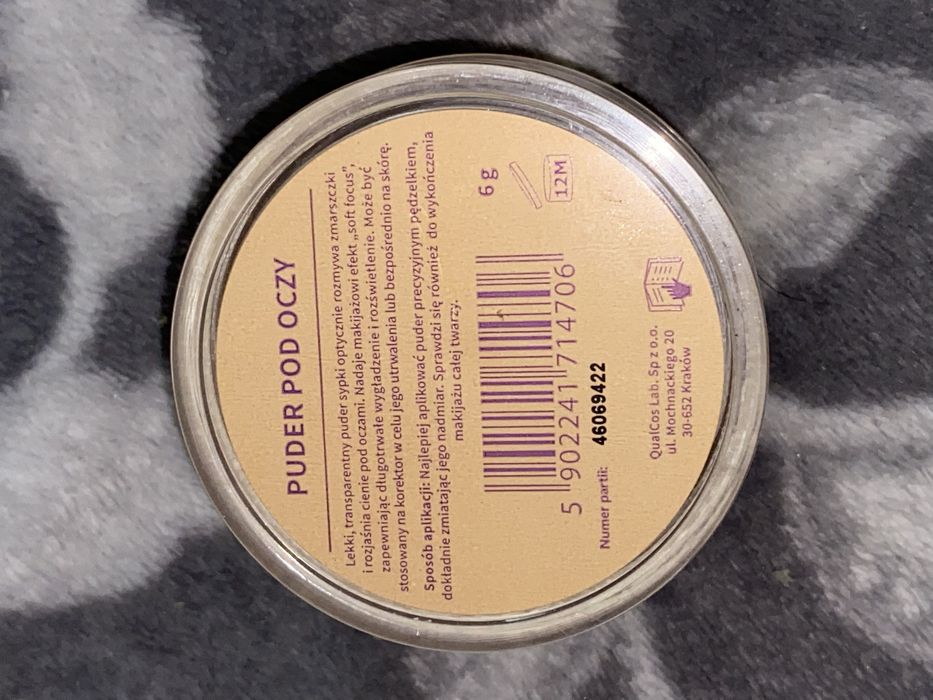 PUDER POD OCZY
Lekki, transparentny puder sypki optycznie rozmywa zmarszczki
i rozjaśnia cienie pod oczami. Nadaje makijażowi efekt „soft focus”,
zapewniając długotrwałe wygładzenie i rozświetlenie. Może być
stosowany na korektor w celu jego utrwalenia lub bezpośrednio na skórę.
Sposób aplikacji: Najlepiej aplikować puder precyzyjnym pędzelkiem,
dokładnie zmiatając jego nadmiar. Sprawdzi się również do wykończenia
makijażu całej twarzy.
6 g
12M
5 902241 714706
Numer partii: 46069422
QualCos Lab. Sp z o.o.
ul. Mochnackiego 20
30-652 Kraków